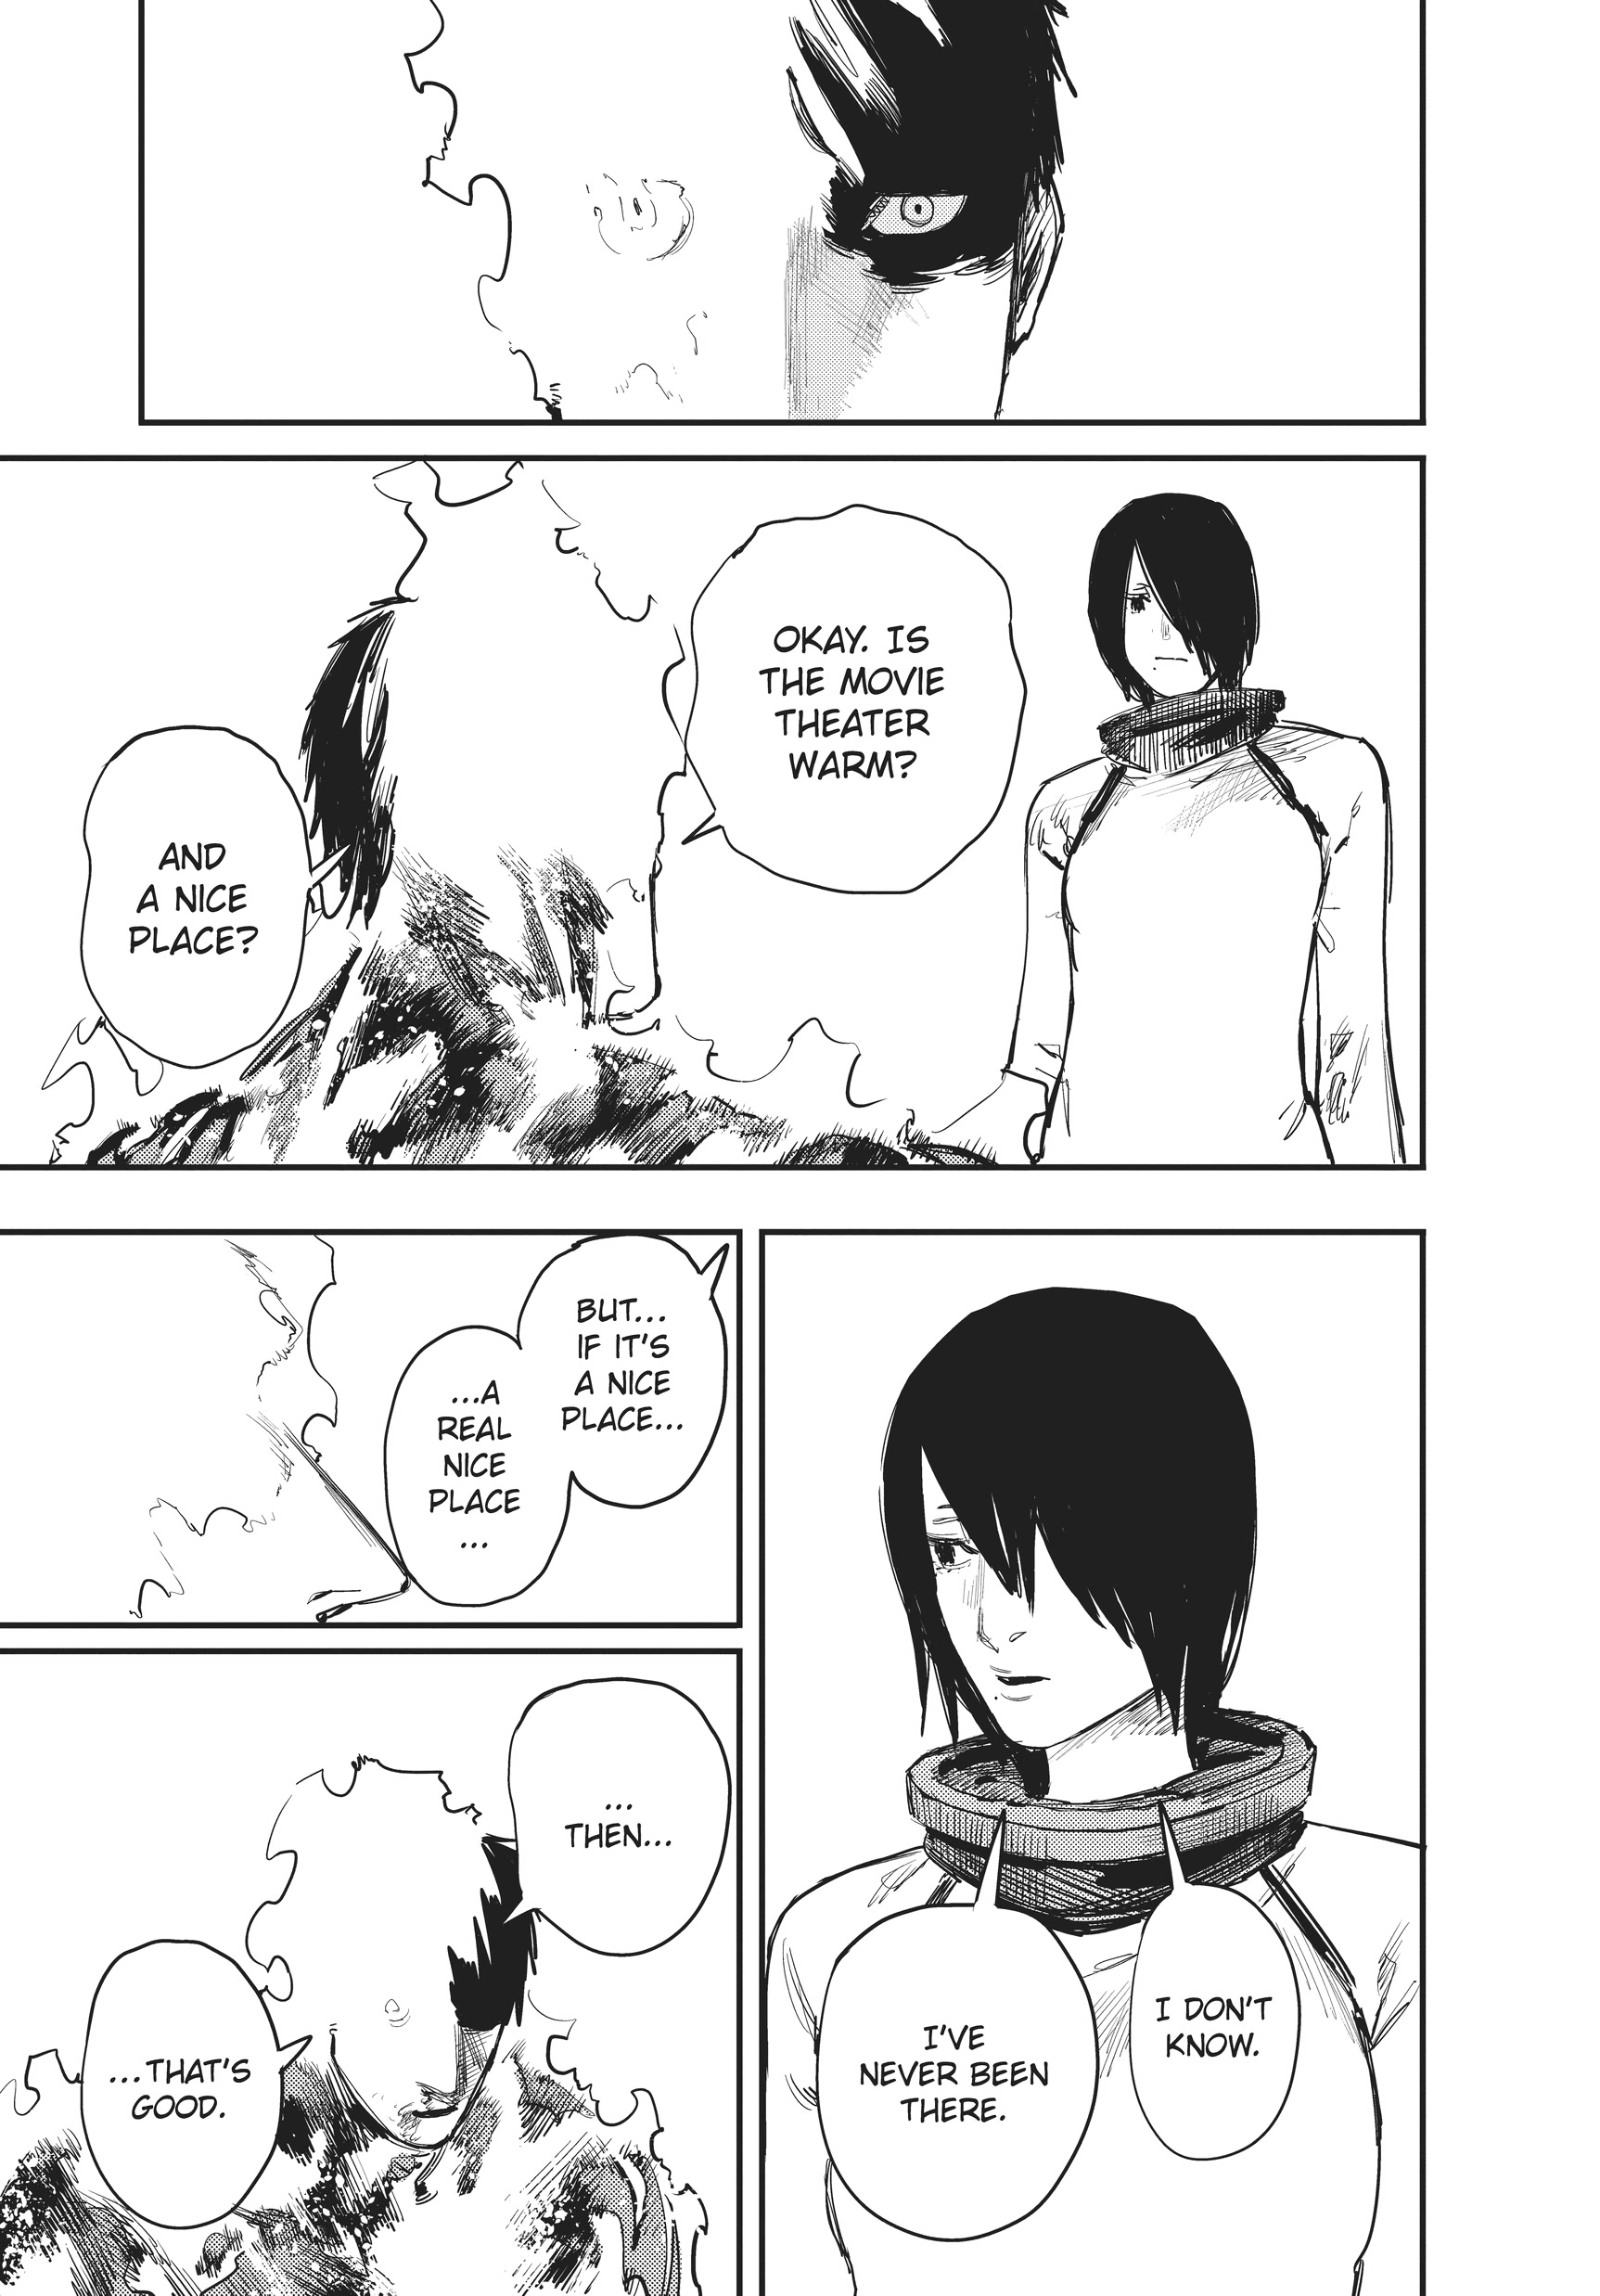 OKAY. IS
THE MOVIE
THEATER
WARM?
AND
A NICE
PLACE?
I DON'T
KNOW.
I'VE
NEVER BEEN
THERE.
BUT...
IF IT'S
A NICE
PLACE...
...A
REAL
NICE
PLACE
...
...
THEN...
...THAT'S
GOOD.